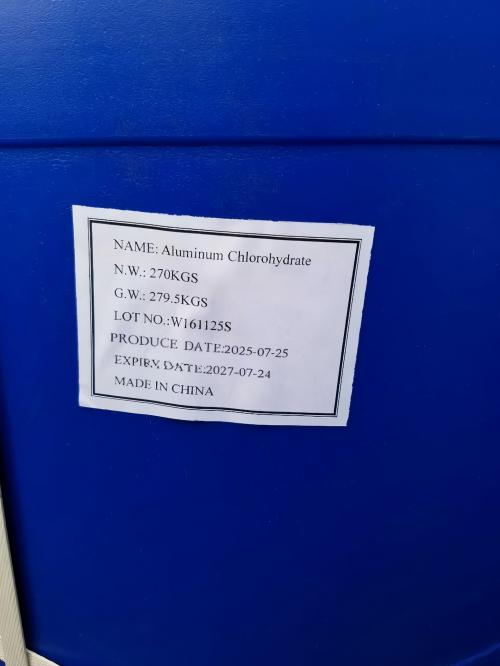 NAME: Aluminum Chlorohydrate
N.W.: 270KGS
G.W.: 279.5KGS
LOT NO.:W161125S
PRODUCE DATE:2025-07-25
EXPIRY DATE:2027-07-24
MADE IN CHINA